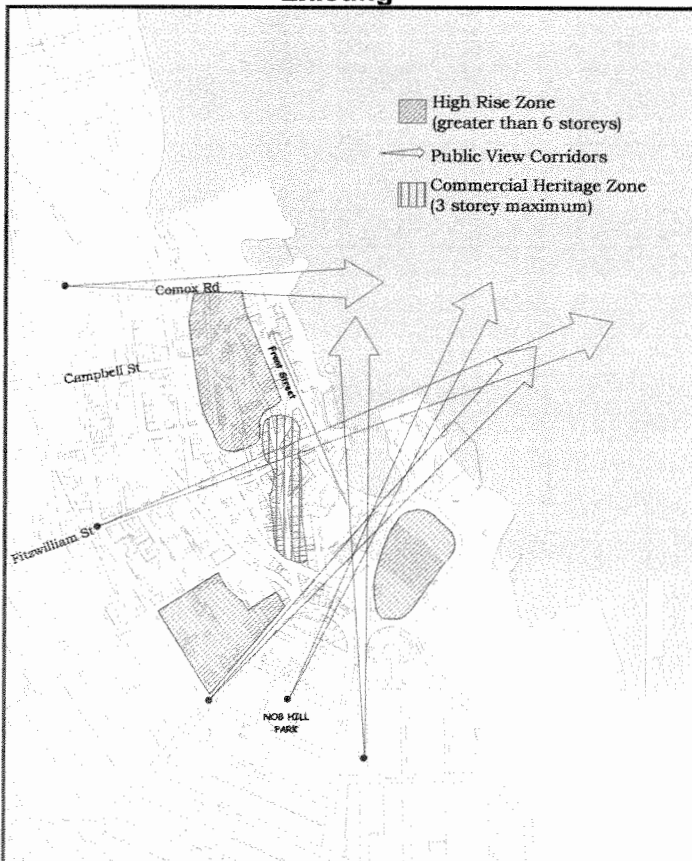 Existing
High Rise Zone
(greater than 6 storeys)
Public View Corridors
Commercial Heritage Zone
(3 storey maximum)
Comox Rd
Front Street
Campbell St
Fitzwilliam St
NOB HILL
PARK